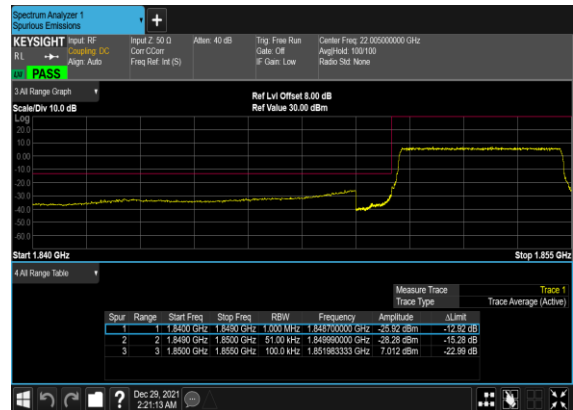 Spectrum Analyzer 1
Spurious Emissions
KEYSIGHT Input: RF Input Z: 50 Ω Atten: 40 dB Trig: Free Run Center Freq: 22.005000000 GHz
RL Coupling: DC Corr CCorr Gate: Off Avg|Hold: 100/100
Align: Auto Freq Ref: Int (S) IF Gain: Low Radio Std: None
LXI PASS
3 All Range Graph
Ref Lvl Offset 8.00 dB
Scale/Div 10.0 dB Ref Value 30.00 dBm
Log
20.0
10.0
0.00
-10.0
-20.0
-30.0
-40.0
-50.0
-60.0
Start 1.840 GHz Stop 1.855 GHz
4 All Range Table
Measure Trace Trace 1
Trace Type Trace Average (Active)
Spur Range Start Freq Stop Freq RBW Frequency Amplitude ΔLimit
1 1 1.8400 GHz 1.8490 GHz 1.000 MHz 1.848700000 GHz -25.92 dBm -12.92 dB
2 2 1.8490 GHz 1.8500 GHz 51.00 kHz 1.849990000 GHz -28.28 dBm -15.28 dB
3 3 1.8500 GHz 1.8550 GHz 100.0 kHz 1.851983333 GHz 7.012 dBm -22.99 dB
? Dec 29, 2021
2:21:13 AM